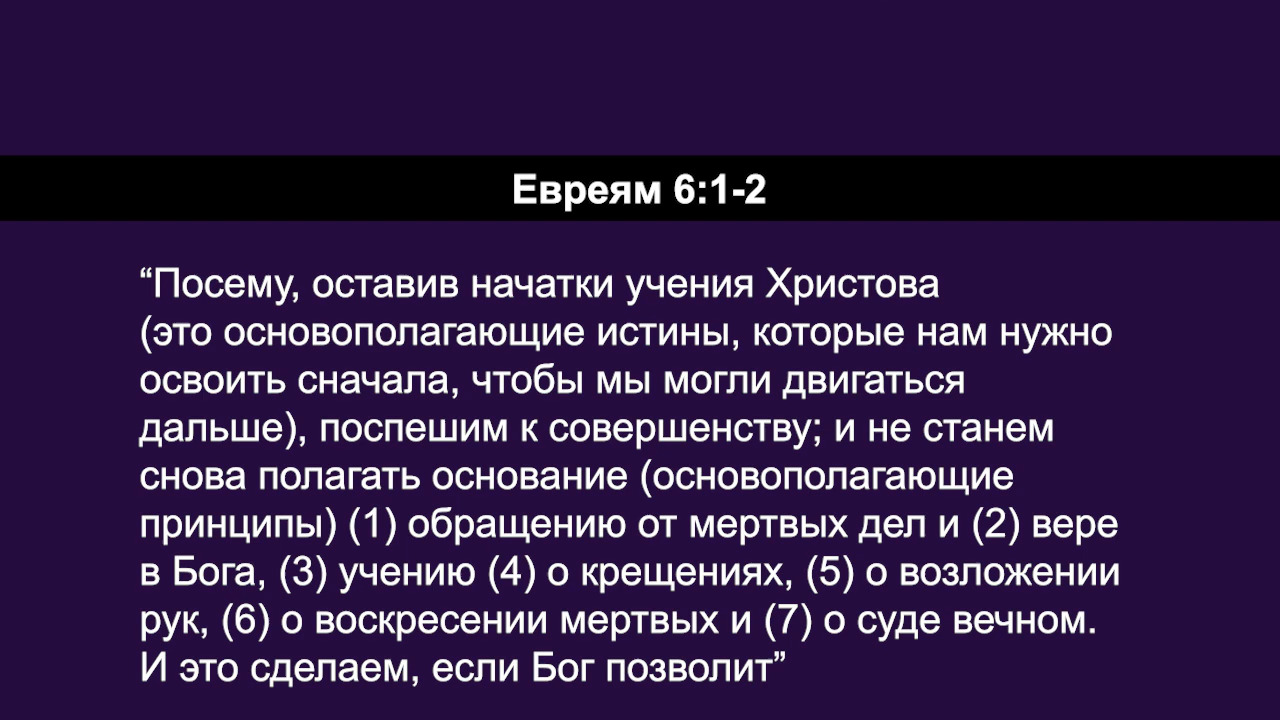 Евреям 6:1-2
“Посему, оставив начатки учения Христова
(это основополагающие истины, которые нам нужно
освоить сначала, чтобы мы могли двигаться
дальше), поспешим к совершенству; и не станем
снова полагать основание (основополагающие
принципы) (1) обращению от мертвых дел и (2) вере
в Бога, (3) учению (4) о крещениях, (5) о возложении
рук, (6) о воскресении мертвых и (7) о суде вечном.
И это сделаем, если Бог позволит”